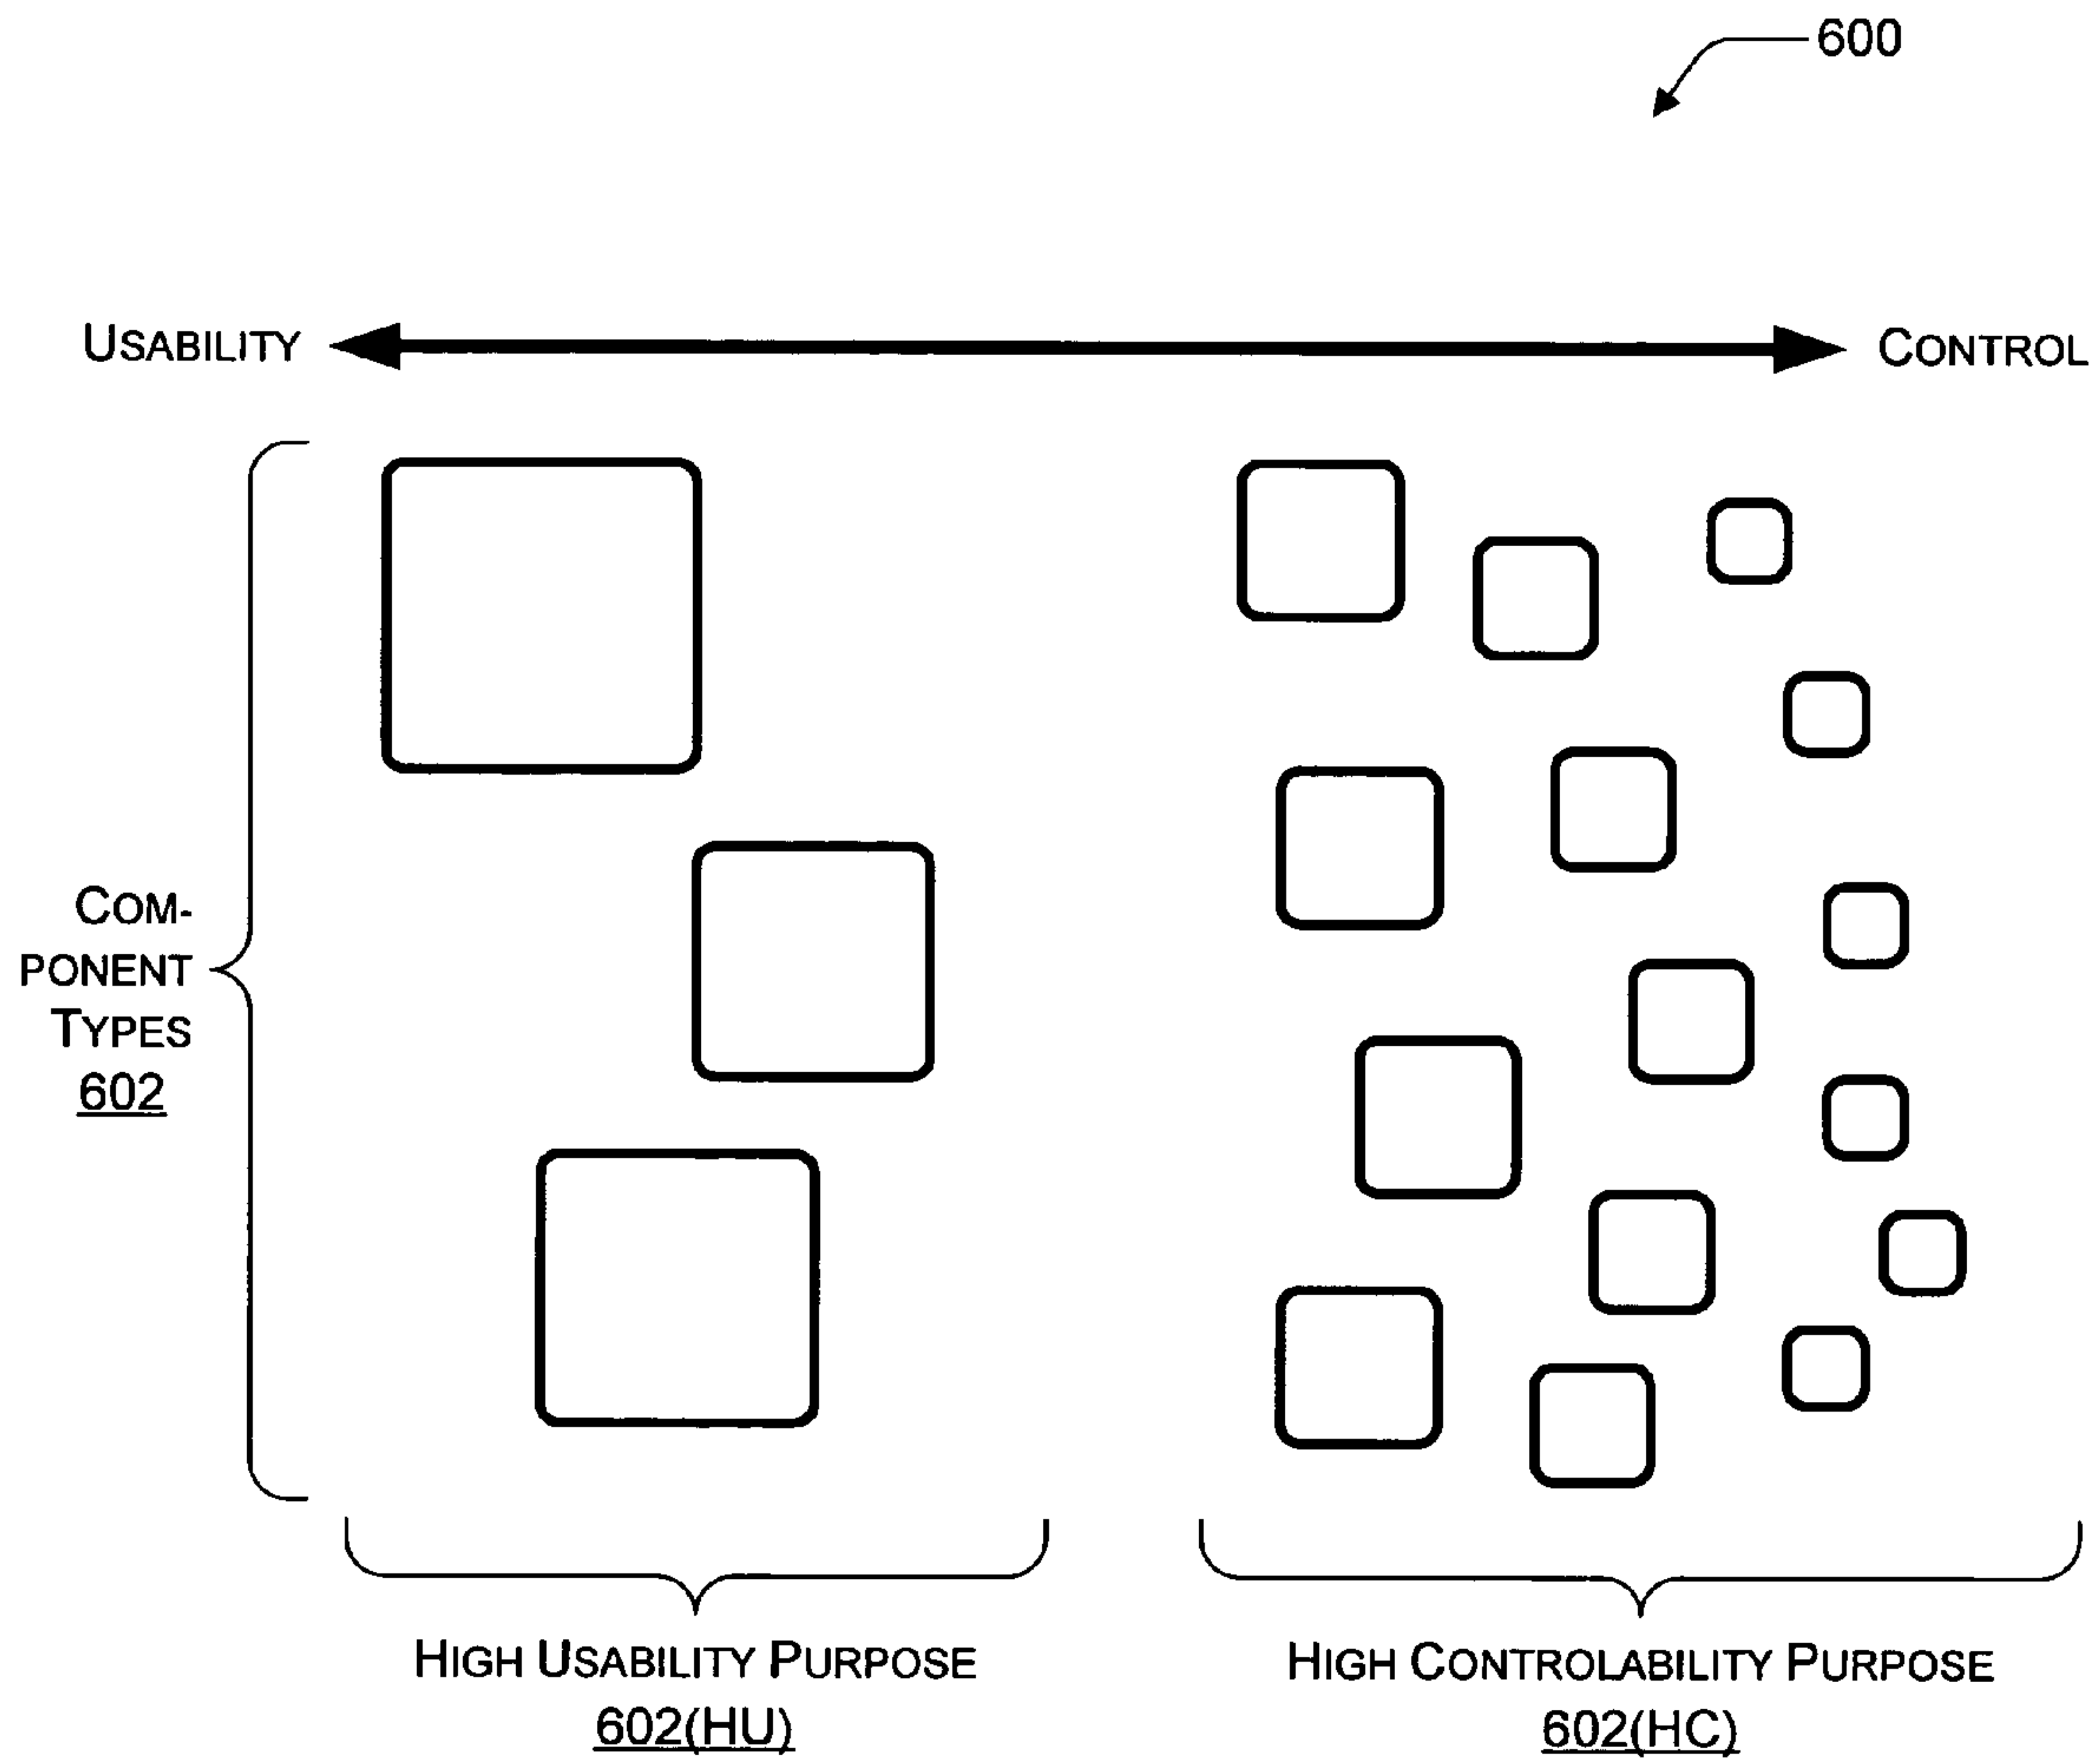 600
USABILITY
CONTROL
COM-
PONENT
TYPES
602
HIGH USABILITY PURPOSE
602(HU)
HIGH CONTROLABILITY PURPOSE
602(HC)